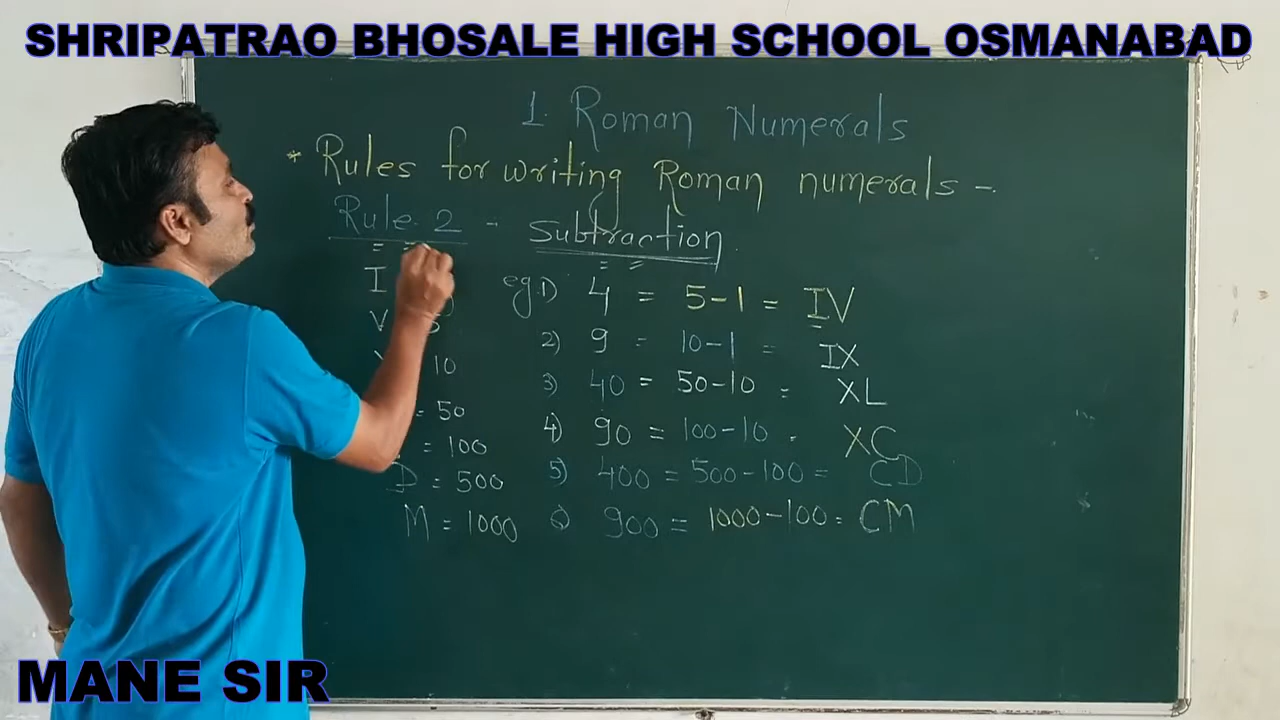 SHRIPATRAO BHOSALE HIGH SCHOOL OSMANABAD
1. Roman Numerals
* Rules for writing Roman numerals -
Rule 2 - Subtraction
I
V 5
10
= 50
= 100
D = 500
M = 1000
eg. 1) 4 = 5-1 = IV
2) 9 = 10-1 = IX
3) 40 = 50-10 = XL
4) 90 = 100-10 = XC
5) 400 = 500-100 = CD
6) 900 = 1000-100 = CM
MANE SIR